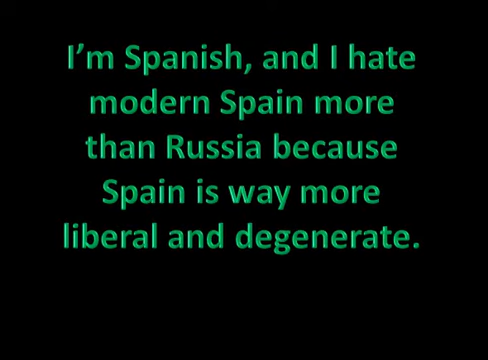 I’m Spanish, and I hate
modern Spain more
than Russia because
Spain is way more
liberal and degenerate.